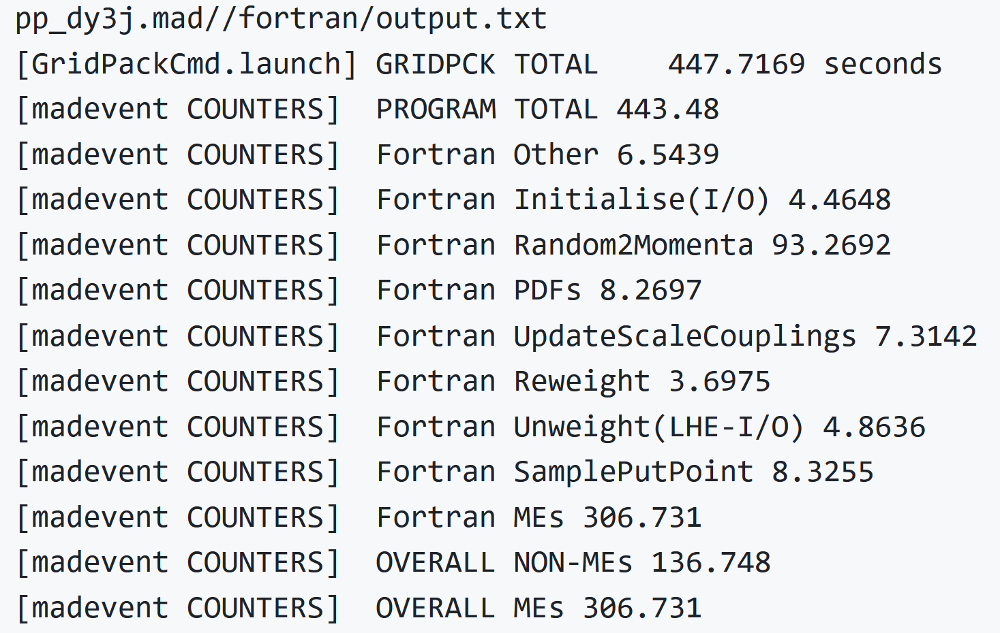 pp_dy3j.mad//fortran/output.txt
[GridPackCmd.launch] GRIDPCK TOTAL    447.7169 seconds
[madevent COUNTERS]  PROGRAM TOTAL 443.48
[madevent COUNTERS]  Fortran Other 6.5439
[madevent COUNTERS]  Fortran Initialise(I/O) 4.4648
[madevent COUNTERS]  Fortran Random2Momenta 93.2692
[madevent COUNTERS]  Fortran PDFs 8.2697
[madevent COUNTERS]  Fortran UpdateScaleCouplings 7.3142
[madevent COUNTERS]  Fortran Reweight 3.6975
[madevent COUNTERS]  Fortran Unweight(LHE-I/O) 4.8636
[madevent COUNTERS]  Fortran SamplePutPoint 8.3255
[madevent COUNTERS]  Fortran MEs 306.731
[madevent COUNTERS]  OVERALL NON-MEs 136.748
[madevent COUNTERS]  OVERALL MEs 306.731